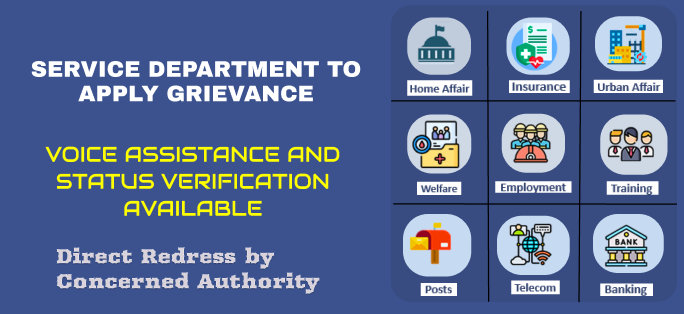 SERVICE DEPARTMENT TO
APPLY GRIEVANCE
VOICE ASSISTANCE AND
STATUS VERIFICATION
AVAILABLE
Direct Redress by
Concerned Authority
Home Affair
Insurance
Urban Affair
Welfare
Employment
Training
Posts
Telecom
Banking
BANK